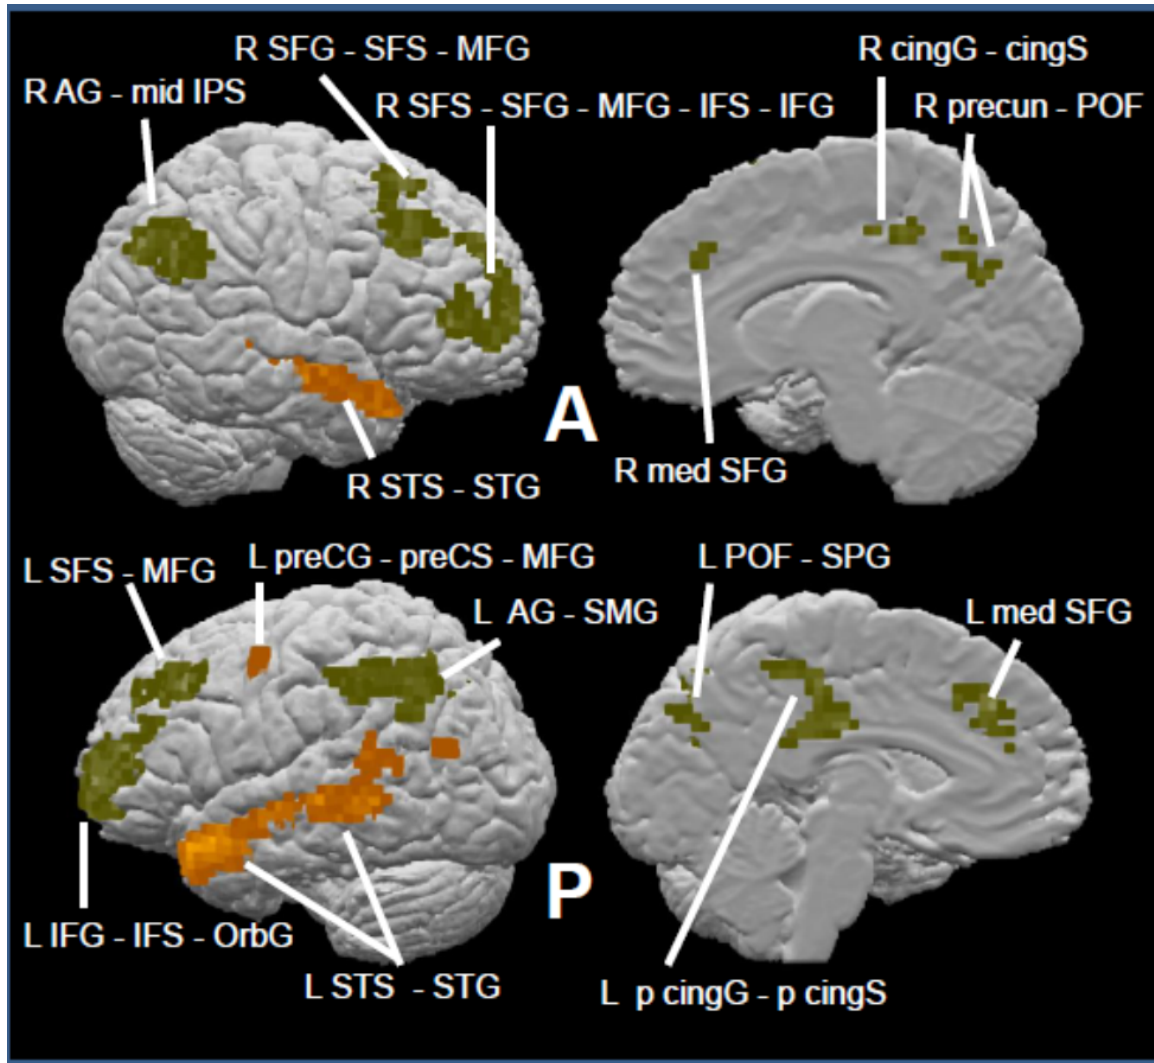 R SFG - SFS - MFG
R cingG - cingS
R AG - mid IPS
R SFS - SFG - MFG - IFS - IFG
R precun - POF
A
R med SFG
R STS - STG
L SFS - MFG
L preCG - preCS - MFG
L POF - SPG
L AG - SMG
L med SFG
P
L IFG - IFS - OrbG
L STS - STG
L p cingG - p cingS